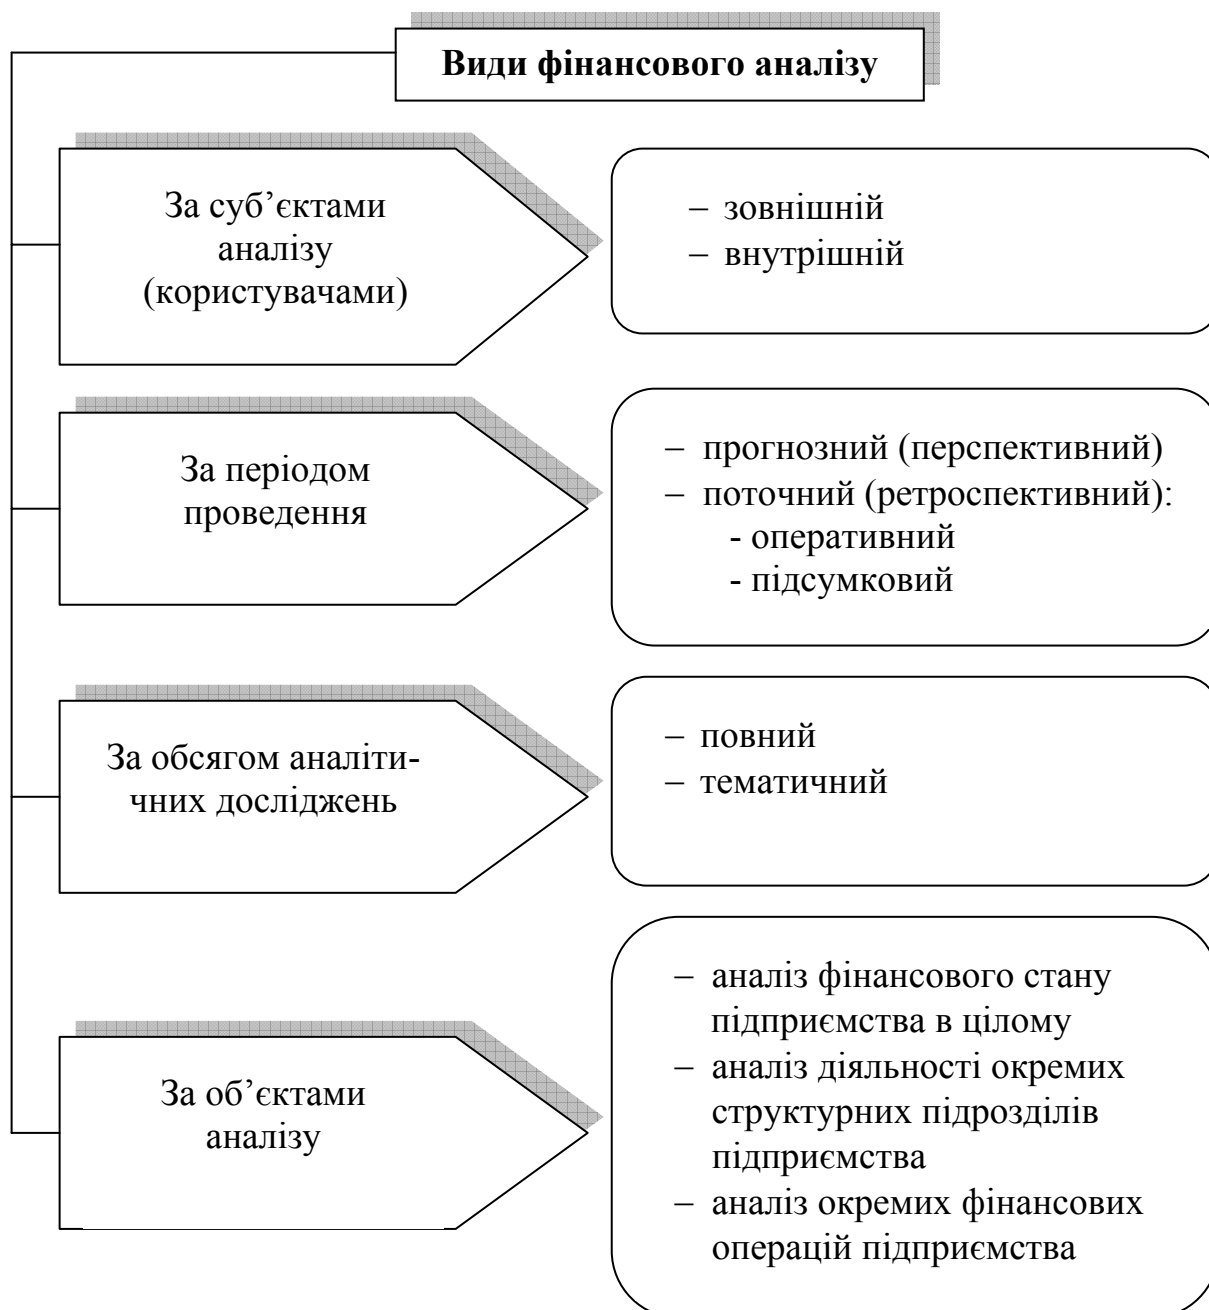 Види фінансового аналізу
За суб’єктами
аналізу
(користувачами)
– зовнішній
– внутрішній
За періодом
проведення
– прогнозний (перспективний)
– поточний (ретроспективний):
- оперативний
- підсумковий
За обсягом аналіти-
чних досліджень
– повний
– тематичний
За об’єктами
аналізу
– аналіз фінансового стану
підприємства в цілому
– аналіз діяльності окремих
структурних підрозділів
підприємства
– аналіз окремих фінансових
операцій підприємства